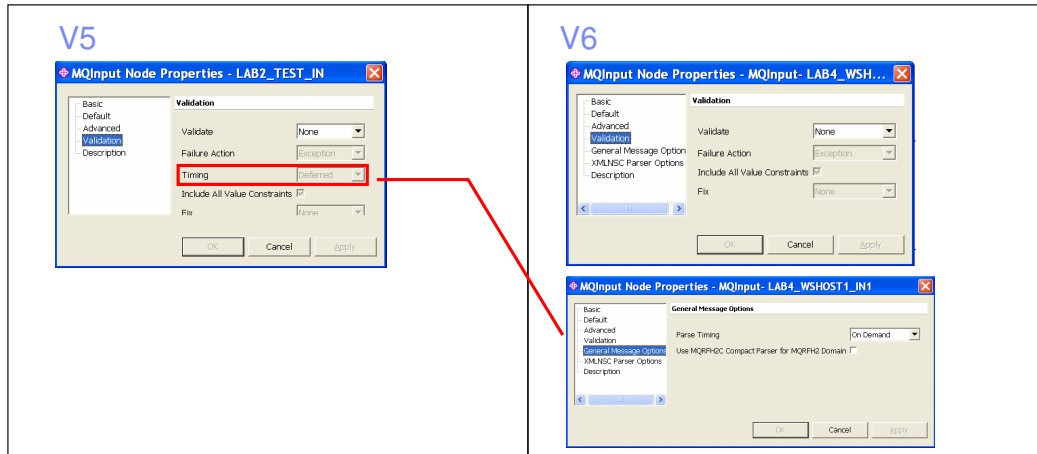 V5
MQInput Node Properties - LAB2_TEST_IN
Basic
Default
Advanced
Validation
Description
Validation
Validate None
Failure Action Exception
Timing Deferred
Include All Value Constraints
Fix None
OK Cancel Apply
V6
MQInput Node Properties - MQInput- LAB4_WSH...
Basic
Default
Advanced
Validation
General Message Option
XMLNSC Parser Options
Description
Validation
Validate None
Failure Action Exception
Include All Value Constraints
Fix None
OK Cancel Apply
MQInput Node Properties - MQInput- LAB4_WSHOST1_IN1
Basic
Default
Advanced
Validation
General Message Options
XMLNSC Parser Options
Description
General Message Options
Parse Timing On Demand
Use MQRFH2C Compact Parser for MQRFH2 Domain
OK Cancel Apply